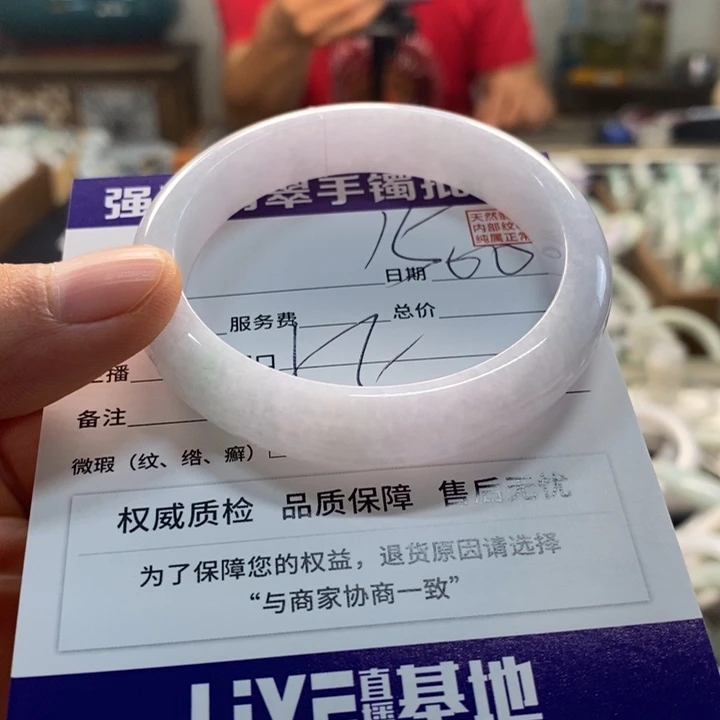 强
翠手镯批
天然
内部纹
纯属正常
日期
服务费
总价
播
备注
微瑕（纹、绺、癣）
权威质检 品质保障 售后无忧
为了保障您的权益，退货原因请选择
“与商家协商一致”
LiVE直播基地